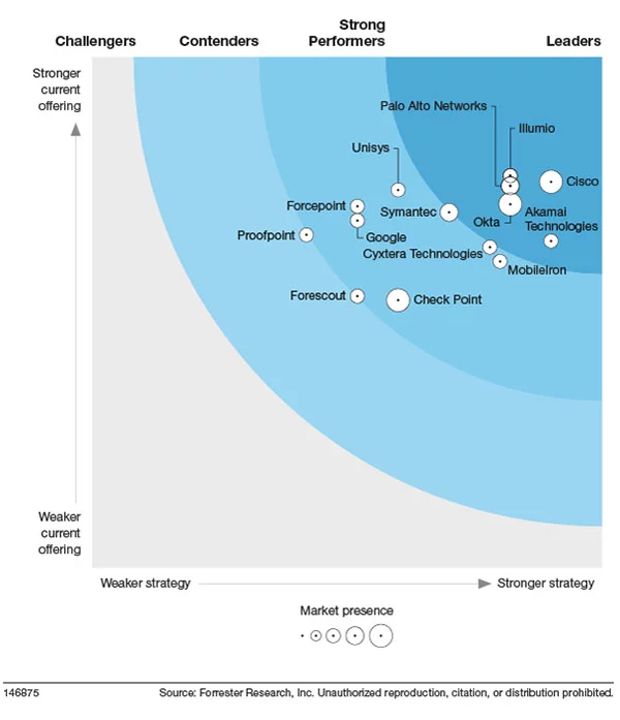 Challengers
Contenders
Strong
Performers
Leaders
Stronger
current
offering
Palo Alto Networks
Illumio
Unisys
Cisco
Forcepoint
Symantec
Okta
Akamai
Technologies
Proofpoint
Google
Cyxtera Technologies
MobileIron
Forescout
Check Point
Weaker
current
offering
Weaker strategy
Stronger strategy
Market presence
146875
Source: Forrester Research, Inc. Unauthorized reproduction, citation, or distribution prohibited.